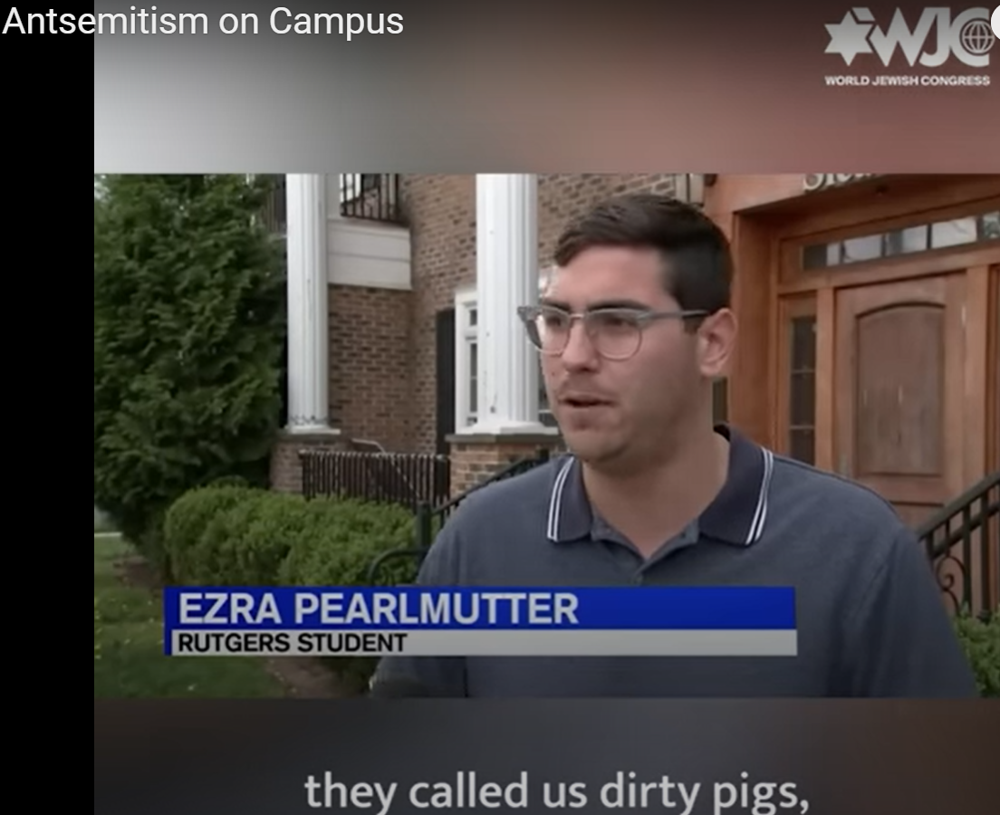 Antsemitism on Campus
WJC
WORLD JEWISH CONGRESS
EZRA PEARLMUTTER
RUTGERS STUDENT
they called us dirty pigs,